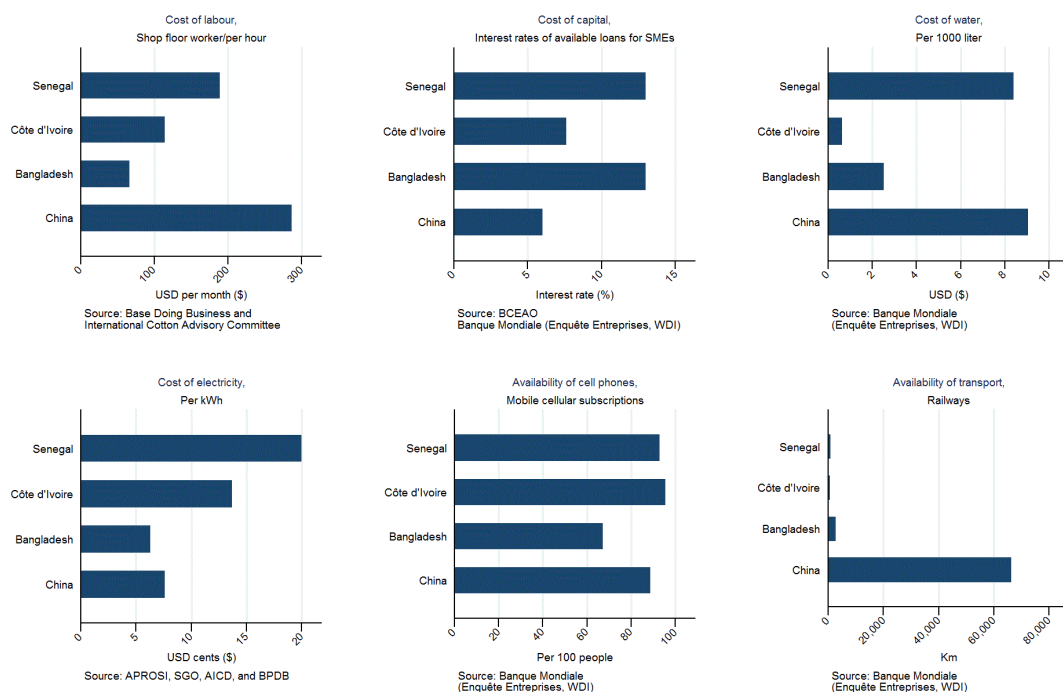 Cost of labour,
Shop floor worker/per hour
Senegal
Côte d'Ivoire
Bangladesh
China
0
100
200
300
USD per month ($)
Source: Base Doing Business and
International Cotton Advisory Committee
Cost of capital,
Interest rates of available loans for SMEs
Senegal
Côte d'Ivoire
Bangladesh
China
0
5
10
15
Interest rate (%)
Source: BCEAO
Banque Mondiale (Enquête Entreprises, WDI)
Cost of water,
Per 1000 liter
Senegal
Côte d'Ivoire
Bangladesh
China
0
2
4
6
8
10
USD ($)
Source: Banque Mondiale
(Enquête Entreprises, WDI)
Cost of electricity,
Per kWh
Senegal
Côte d'Ivoire
Bangladesh
China
0
5
10
15
20
USD cents ($)
Source: APROSI, SGO, AICD, and BPDB
Availability of cell phones,
Mobile cellular subscriptions
Senegal
Côte d'Ivoire
Bangladesh
China
0
20
40
60
80
100
Per 100 people
Source: Banque Mondiale
(Enquête Entreprises, WDI)
Availability of transport,
Railways
Senegal
Côte d'Ivoire
Bangladesh
China
0
20,000
40,000
60,000
80,000
Km
Source: Banque Mondiale
(Enquête Entreprises, WDI)